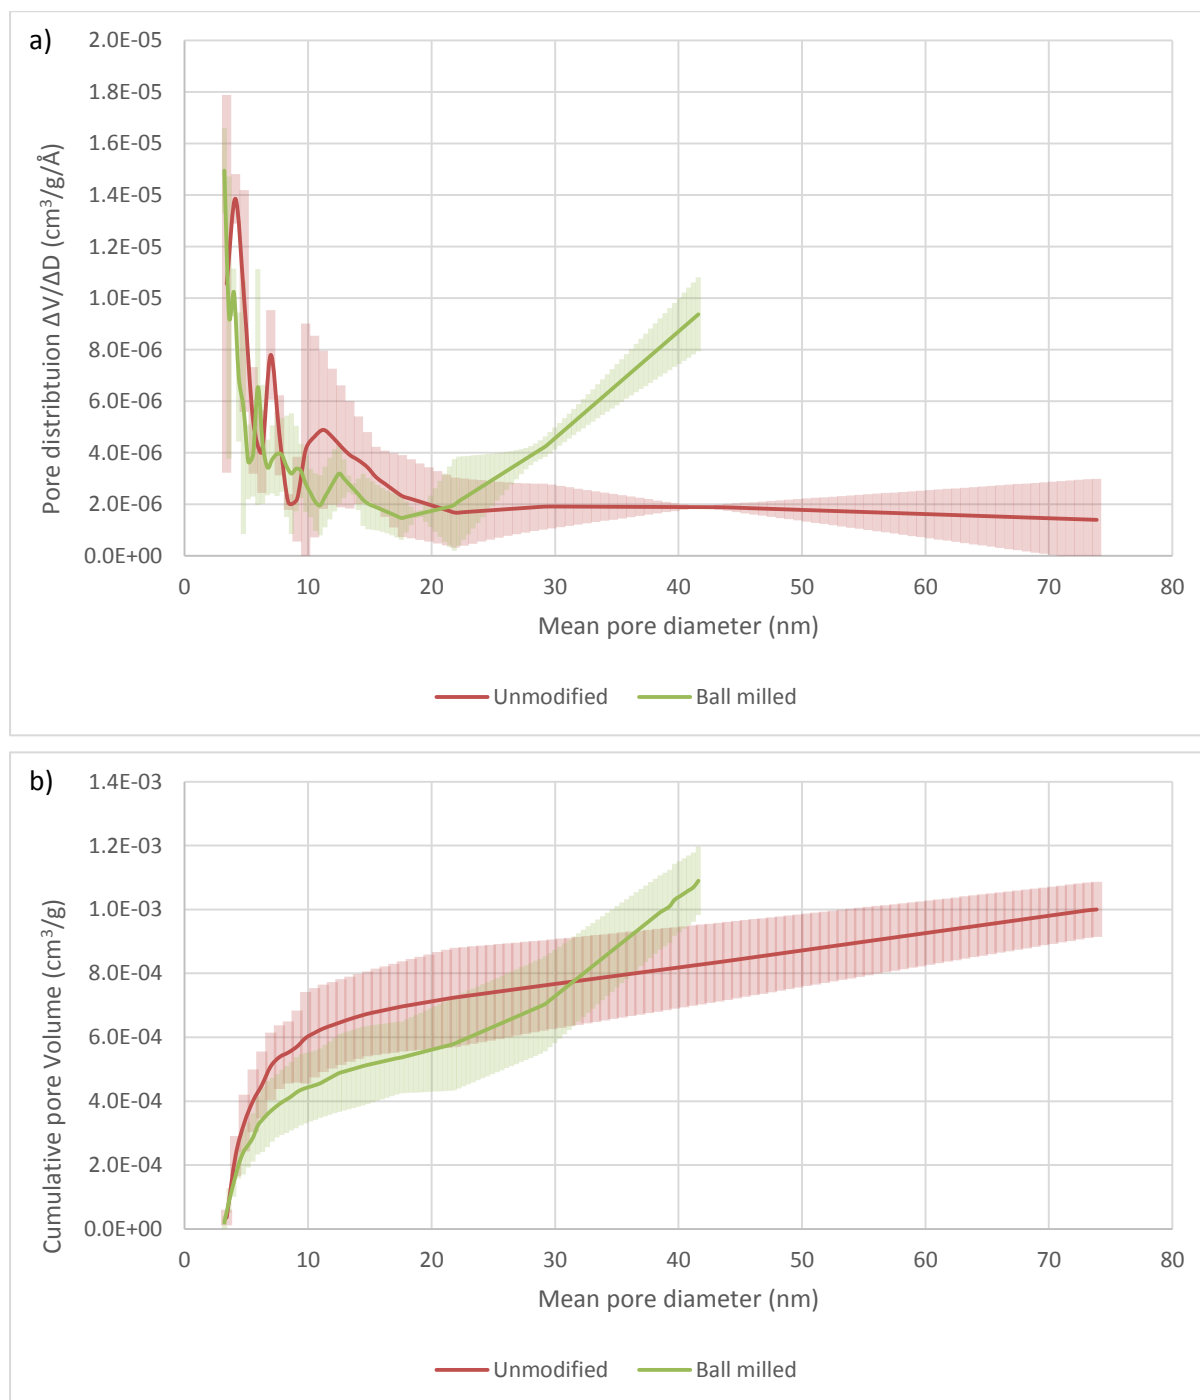 a)
Pore distribtuion ΔV/ΔD (cm³/g/Å)
2.0E-05
1.8E-05
1.6E-05
1.4E-05
1.2E-05
1.0E-05
8.0E-06
6.0E-06
4.0E-06
2.0E-06
0.0E+00
0 10 20 30 40 50 60 70 80
Mean pore diameter (nm)
Unmodified Ball milled
b)
Cumulative pore Volume (cm³/g)
1.4E-03
1.2E-03
1.0E-03
8.0E-04
6.0E-04
4.0E-04
2.0E-04
0.0E+00
0 10 20 30 40 50 60 70 80
Mean pore diameter (nm)
Unmodified Ball milled